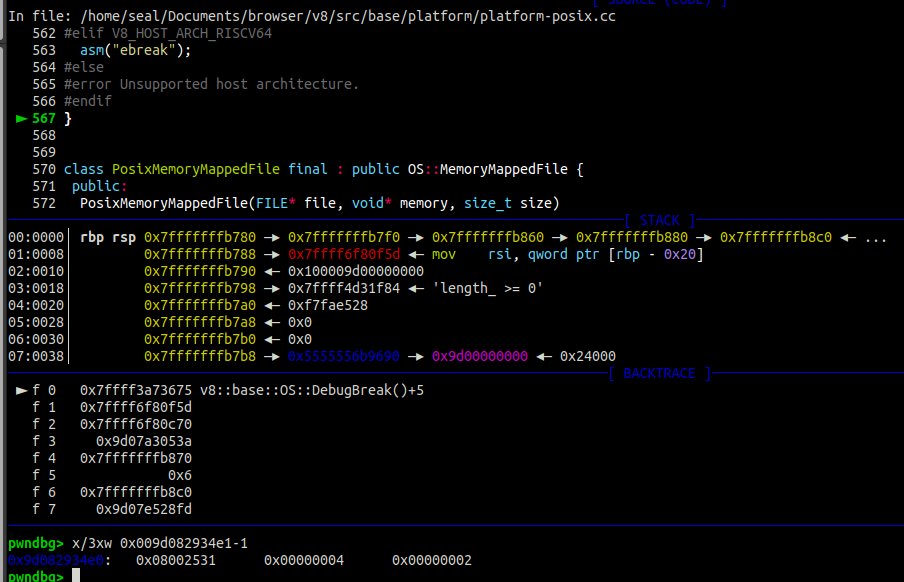 [ SOURCE (CODE) ]
In file: /home/seal/Documents/browser/v8/src/base/platform/platform-posix.cc
562 #elif V8_HOST_ARCH_RISCV64
563   asm("ebreak");
564 #else
565 #error Unsupported host architecture.
566 #endif
► 567 }
568
569
570 class PosixMemoryMappedFile final : public OS::MemoryMappedFile {
571  public:
572   PosixMemoryMappedFile(FILE* file, void* memory, size_t size)
[ STACK ]
00:0000│ rbp rsp 0x7fffffffb780 —▸ 0x7fffffffb7f0 —▸ 0x7fffffffb860 —▸ 0x7fffffffb880 —▸ 0x7fffffffb8c0 ◂— ...
01:0008│ 0x7fffffffb788 —▸ 0x7ffff6f80f5d ◂— mov    rsi, qword ptr [rbp - 0x20]
02:0010│ 0x7fffffffb790 ◂— 0x100009d00000000
03:0018│ 0x7fffffffb798 —▸ 0x7ffff4d31f84 ◂— 'length_ >= 0'
04:0020│ 0x7fffffffb7a0 ◂— 0xf7fae528
05:0028│ 0x7fffffffb7a8 ◂— 0x0
06:0030│ 0x7fffffffb7b0 ◂— 0x0
07:0038│ 0x7fffffffb7b8 —▸ 0x5555556b9690 —▸ 0x9d00000000 ◂— 0x24000
[ BACKTRACE ]
► f 0   0x7ffff3a73675 v8::base::OS::DebugBreak()+5
f 1   0x7ffff6f80f5d
f 2   0x7ffff6f80c70
f 3     0x9d07a3053a
f 4   0x7fffffffb870
f 5              0x6
f 6   0x7fffffffb8c0
f 7     0x9d07e528fd
pwndbg> x/3xw 0x009d082934e1-1
0x9d082934e0:   0x08002531      0x00000004      0x00000002
pwndbg>